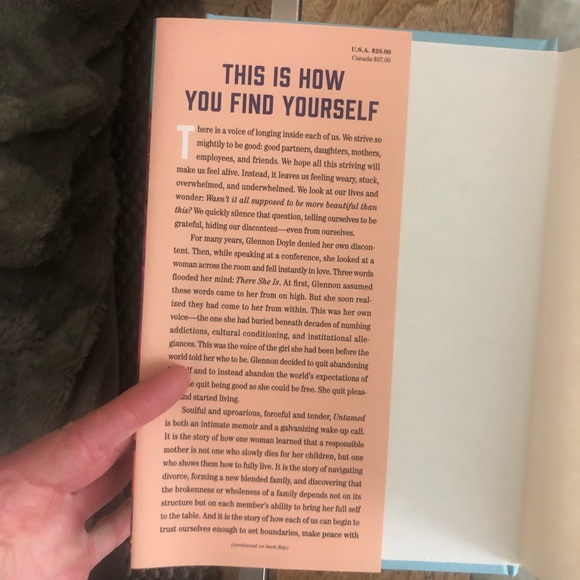 U.S.A. $28.00
Canada $37.00
THIS IS HOW
YOU FIND YOURSELF
There is a voice of longing inside each of us. We strive so
mightily to be good: good partners, daughters, mothers,
employees, and friends. We hope all this striving will
make us feel alive. Instead, it leaves us feeling weary, stuck,
overwhelmed, and underwhelmed. We look at our lives and
wonder: Wasn't it all supposed to be more beautiful than
this? We quickly silence that question, telling ourselves to be
grateful, hiding our discontent—even from ourselves.
For many years, Glennon Doyle denied her own discon-
tent. Then, while speaking at a conference, she looked at a
woman across the room and fell instantly in love. Three words
flooded her mind: There She Is. At first, Glennon assumed
these words came to her from on high. But she soon real-
ized they had come to her from within. This was her own
voice—the one she had buried beneath decades of numbing
addictions, cultural conditioning, and institutional alle-
giances. This was the voice of the girl she had been before the
world told her who to be. Glennon decided to quit abandoning
and to instead abandon the world's expectations of
quit being good so she could be free. She quit pleas-
and started living.
Soulful and uproarious, forceful and tender, Untamed
is both an intimate memoir and a galvanizing wake-up call.
It is the story of how one woman learned that a responsible
mother is not one who slowly dies for her children, but one
who shows them how to fully live. It is the story of navigating
divorce, forming a new blended family, and discovering that
the brokenness or wholeness of a family depends not on its
structure but on each member's ability to bring her full self
to the table. And it is the story of how each of us can begin to
trust ourselves enough to set boundaries, make peace with
(continued on back flap)